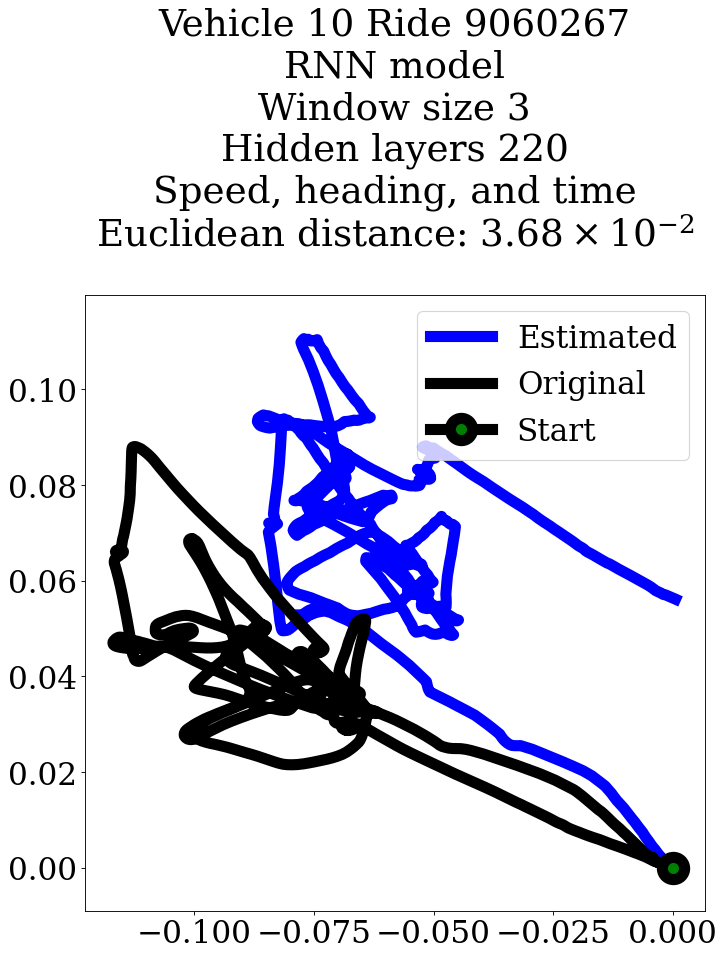 Vehicle 10 Ride 9060267
RNN model
Window size 3
Hidden layers 220
Speed, heading, and time
Euclidean distance: 3.68 × 10⁻²
Estimated
Original
Start
0.10
0.08
0.06
0.04
0.02
0.00
−0.100 −0.075 −0.050 −0.025 0.000